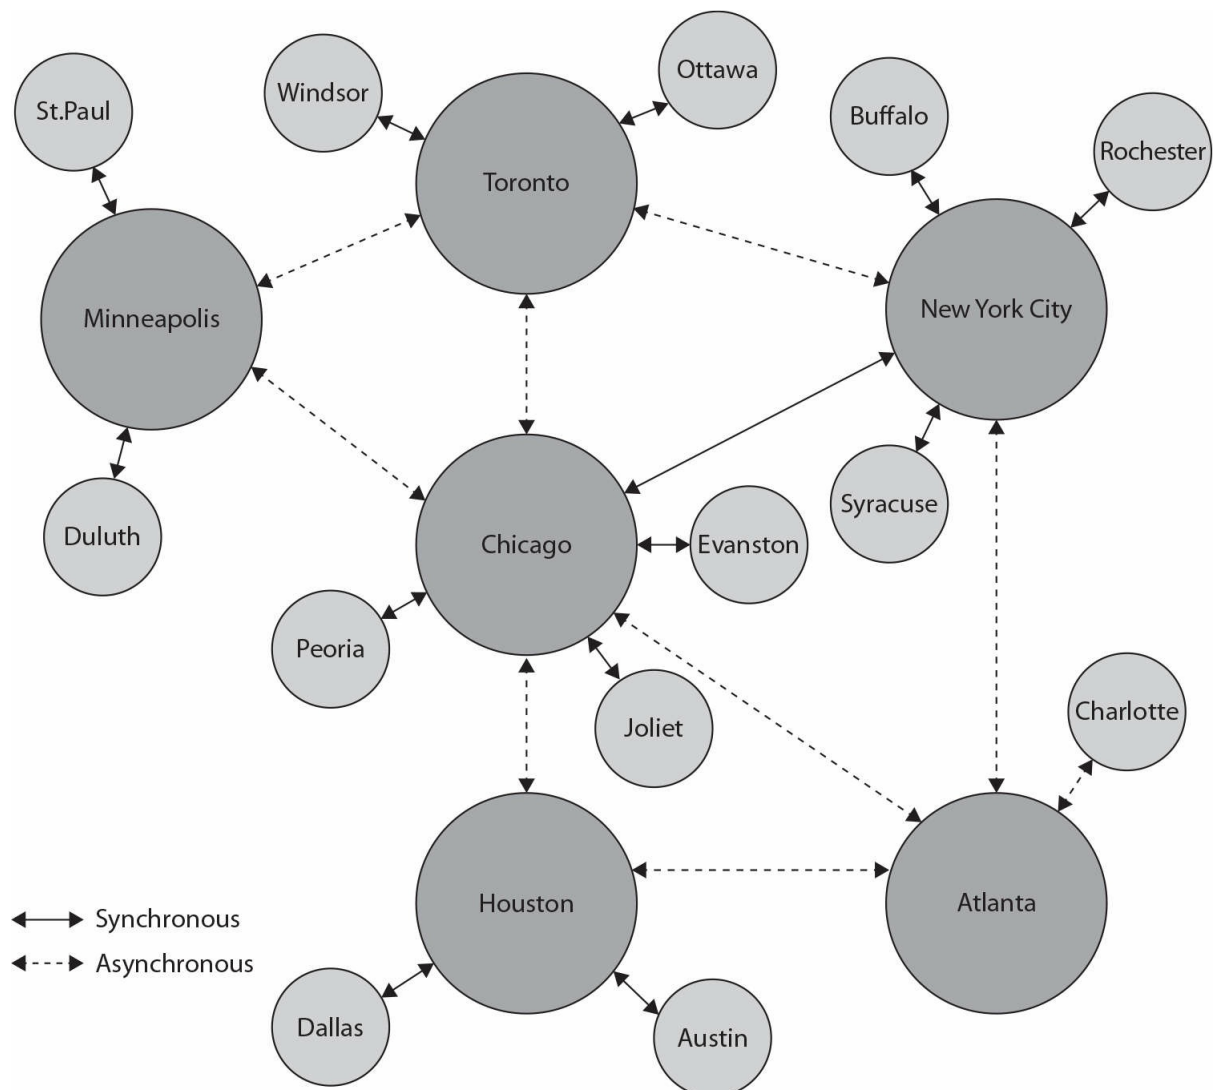 Ottawa
Windsor
St.Paul
Buffalo
Rochester
Toronto
New York City
Minneapolis
Syracuse
Duluth
Chicago
Evanston
Peoria
Joliet
Charlotte
Houston
Atlanta
Synchronous
Asynchronous
Dallas
Austin